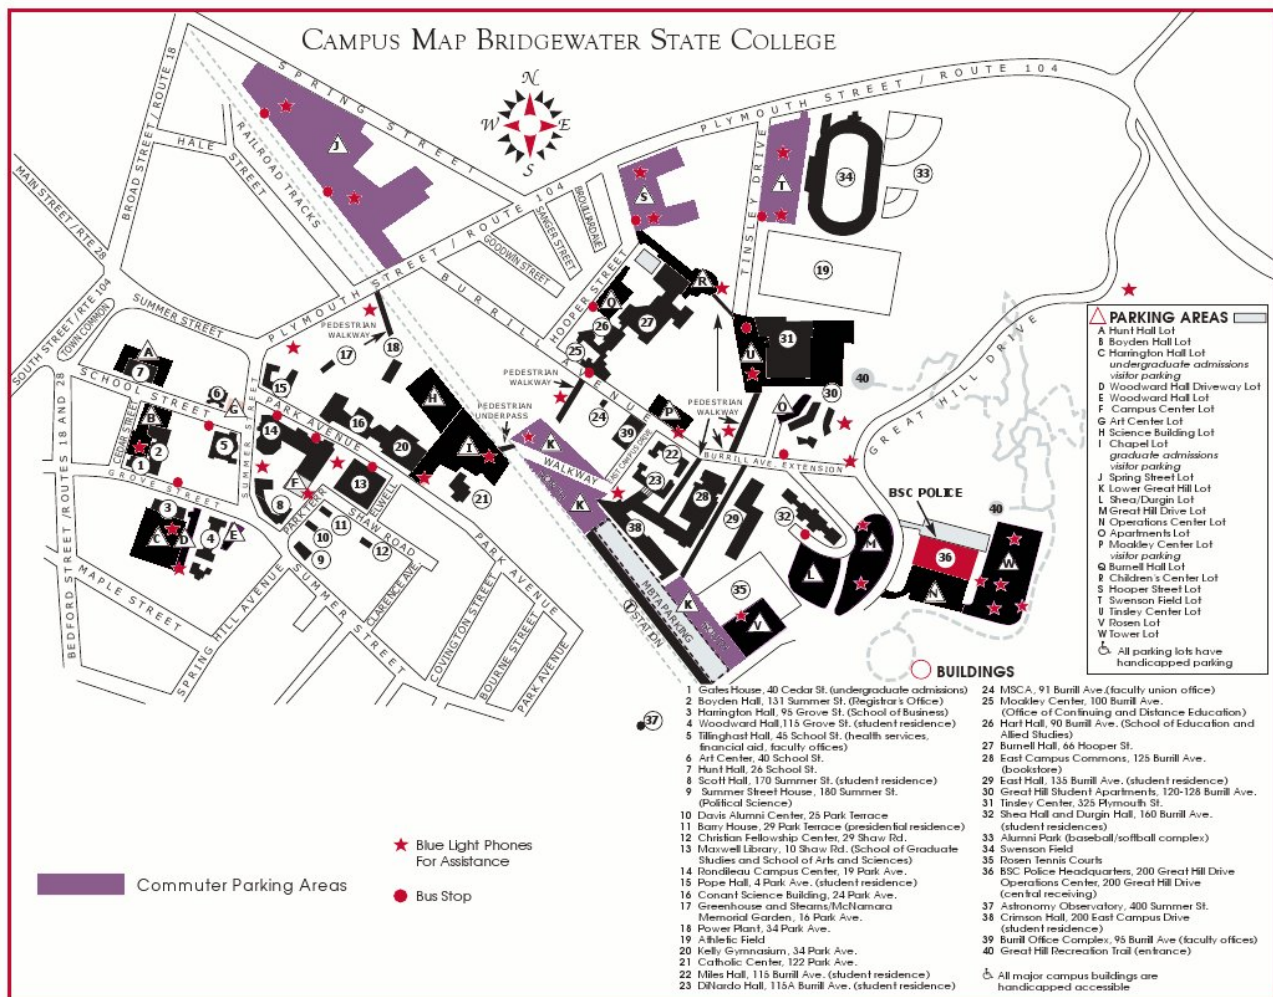 CAMPUS MAP BRIDGEWATER STATE COLLEGE
N
W E
S
SPRING STREET
PLYMOUTH STREET / ROUTE 104
BROAD STREET / ROUTE 18
HALE STREET
RAILROAD TRACKS
MAIN STREET/RTE 28
SOUTH STREET/RTE 104
TOWN COMMON
SUMMER STREET
PLYMOUTH STREET / ROUTE 104
BURRILL AVENUE
GOODWIN STREET
SANGER STREET
HOOPER STREET
TINSLEY DRIVE
GREAT HILL DRIVE
PEDESTRIAN
WALKWAY
PEDESTRIAN
WALKWAY
PEDESTRIAN
UNDERPASS
PEDESTRIAN
WALKWAY
SCHOOL STREET
PARK AVENUE
CEDAR STREET
SUMMER STREET
GROVE STREET
BEDFORD STREET / ROUTES 18 AND 28
MAPLE STREET
SPRING HILL AVENUE
SUMMER STREET
PARK TERR
SHAW ROAD
ELWELL
CLARENCE AVE
COVINGTON STREET
BOURNE STREET
PARK AVENUE
PARK AVENUE
WALKWAY
EAST CAMPUS DRIVE
BURRILL AVE. EXTENSION
MBTA PARKING
STATION
BSC POLICE
PARKING AREAS
A Hunt Hall Lot
B Boyden Hall Lot
C Harrington Hall Lot
undergraduate admissions
visitor parking
D Woodward Hall Driveway Lot
E Woodward Hall Lot
F Campus Center Lot
G Art Center Lot
H Science Building Lot
I Chapel Lot
graduate admissions
visitor parking
J Spring Street Lot
K Lower Great Hill Lot
L Shea/Durgin Lot
M Great Hill Drive Lot
N Operations Center Lot
O Apartments Lot
P Moakley Center Lot
visitor parking
Q Burnell Hall Lot
R Children's Center Lot
S Hooper Street Lot
T Swenson Field Lot
U Tinsley Center Lot
V Rosen Lot
W Tower Lot
All parking lots have
handicapped parking
BUILDINGS
1 Gates House, 40 Cedar St. (undergraduate admissions)
2 Boyden Hall, 131 Summer St. (Registrar's Office)
3 Harrington Hall, 95 Grove St. (School of Business)
4 Woodward Hall, 115 Grove St. (student residence)
5 Tillinghast Hall, 45 School St. (health services,
financial aid, faculty offices)
6 Art Center, 40 School St.
7 Hunt Hall, 26 School St.
8 Scott Hall, 170 Summer St. (student residence)
9 Summer Street House, 180 Summer St.
(Political Science)
10 Davis Alumni Center, 25 Park Terrace
11 Barry House, 29 Park Terrace (presidential residence)
12 Christian Fellowship Center, 29 Shaw Rd.
13 Maxwell Library, 10 Shaw Rd. (School of Graduate
Studies and School of Arts and Sciences)
14 Rondileau Campus Center, 19 Park Ave.
15 Pope Hall, 4 Park Ave. (student residence)
16 Conant Science Building, 24 Park Ave.
17 Greenhouse and Stearns/McNamara
Memorial Garden, 16 Park Ave.
18 Power Plant, 34 Park Ave.
19 Athletic Field
20 Kelly Gymnasium, 34 Park Ave.
21 Catholic Center, 122 Park Ave.
22 Miles Hall, 115 Burrill Ave. (student residence)
23 DiNardo Hall, 115A Burrill Ave. (student residence)
24 MSCA, 91 Burrill Ave.(faculty union office)
25 Moakley Center, 100 Burrill Ave.
(Office of Continuing and Distance Education)
26 Hart Hall, 90 Burrill Ave. (School of Education and
Allied Studies)
27 Burnell Hall, 66 Hooper St.
28 East Campus Commons, 125 Burrill Ave.
(bookstore)
29 East Hall, 135 Burrill Ave. (student residence)
30 Great Hill Student Apartments, 120-128 Burrill Ave.
31 Tinsley Center, 325 Plymouth St.
32 Shea Hall and Durgin Hall, 160 Burrill Ave.
(student residences)
33 Alumni Park (baseball/softball complex)
34 Swenson Field
35 Rosen Tennis Courts
36 BSC Police Headquarters, 200 Great Hill Drive
Operations Center, 200 Great Hill Drive
(central receiving)
37 Astronomy Observatory, 400 Summer St.
38 Crimson Hall, 200 East Campus Drive
(student residence)
39 Burrill Office Complex, 95 Burrill Ave (faculty offices)
40 Great Hill Recreation Trail (entrance)
All major campus buildings are
handicapped accessible
Blue Light Phones
For Assistance
Bus Stop
Commuter Parking Areas